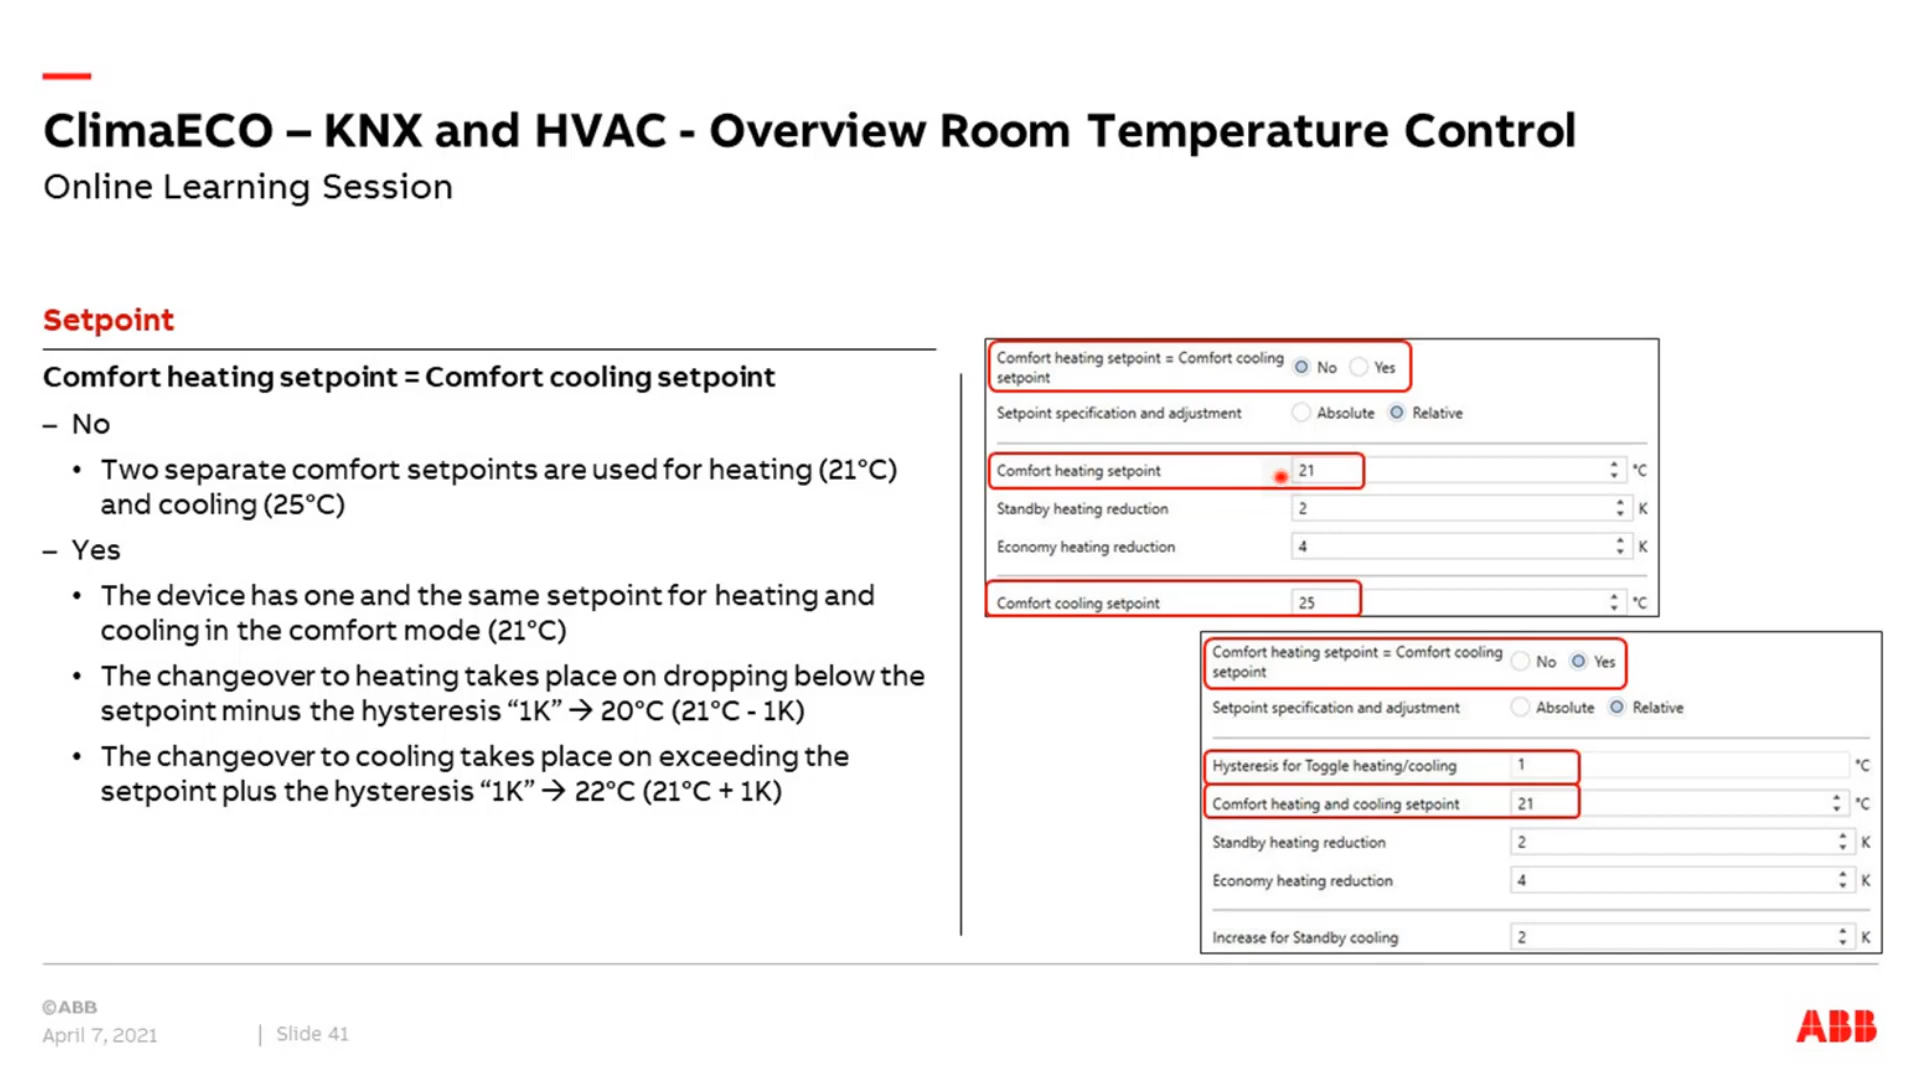 ClimaECO – KNX and HVAC - Overview Room Temperature Control
Online Learning Session
Setpoint
Comfort heating setpoint = Comfort cooling setpoint
– No
• Two separate comfort setpoints are used for heating (21°C)
and cooling (25°C)
– Yes
• The device has one and the same setpoint for heating and
cooling in the comfort mode (21°C)
• The changeover to heating takes place on dropping below the
setpoint minus the hysteresis “1K” → 20°C (21°C - 1K)
• The changeover to cooling takes place on exceeding the
setpoint plus the hysteresis “1K” → 22°C (21°C + 1K)
Comfort heating setpoint = Comfort cooling
setpoint
No Yes
Setpoint specification and adjustment Absolute Relative
Comfort heating setpoint 21 °C
Standby heating reduction 2 K
Economy heating reduction 4 K
Comfort cooling setpoint 25 °C
Comfort heating setpoint = Comfort cooling
setpoint
No Yes
Setpoint specification and adjustment Absolute Relative
Hysteresis for Toggle heating/cooling 1 °C
Comfort heating and cooling setpoint 21 °C
Standby heating reduction 2 K
Economy heating reduction 4 K
Increase for Standby cooling 2 K
©ABB
April 7, 2021 | Slide 41
ABB